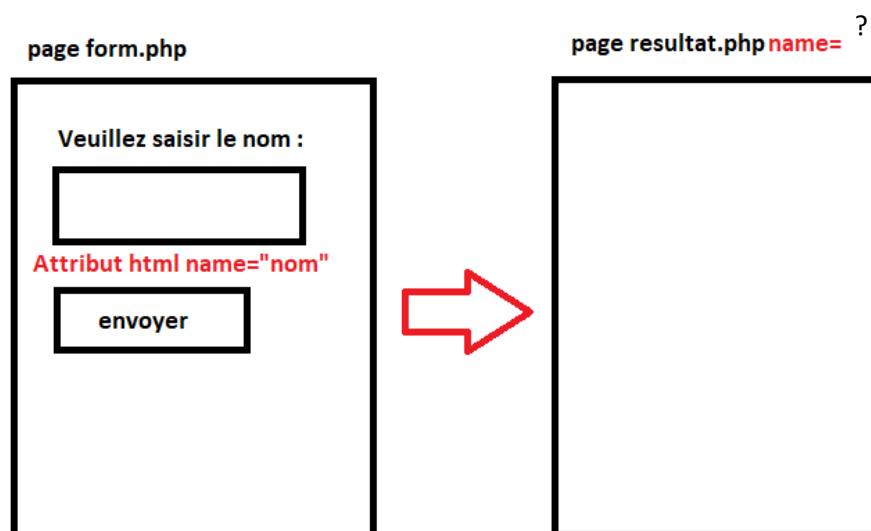 page form.php
Veuillez saisir le nom :
Attribut html name="nom"
envoyer
page resultat.php name= ?